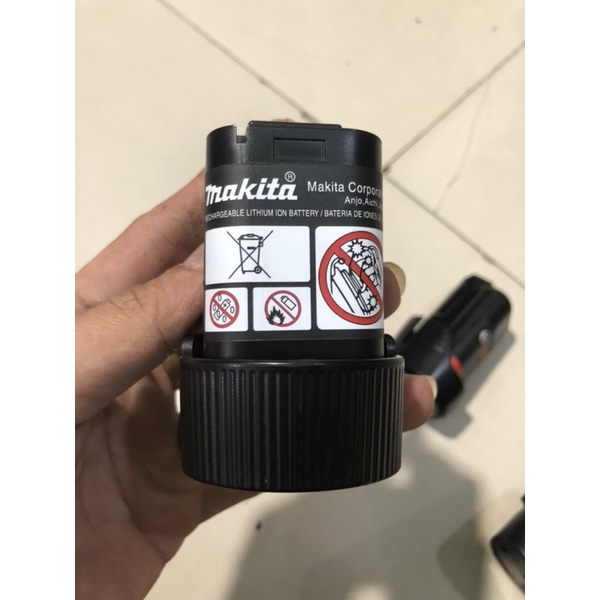 makita®
Makita Corporat
Anjo,Aichi,
RECHARGEABLE LITHIUM ION BATTERY / BATERIA DE IONES